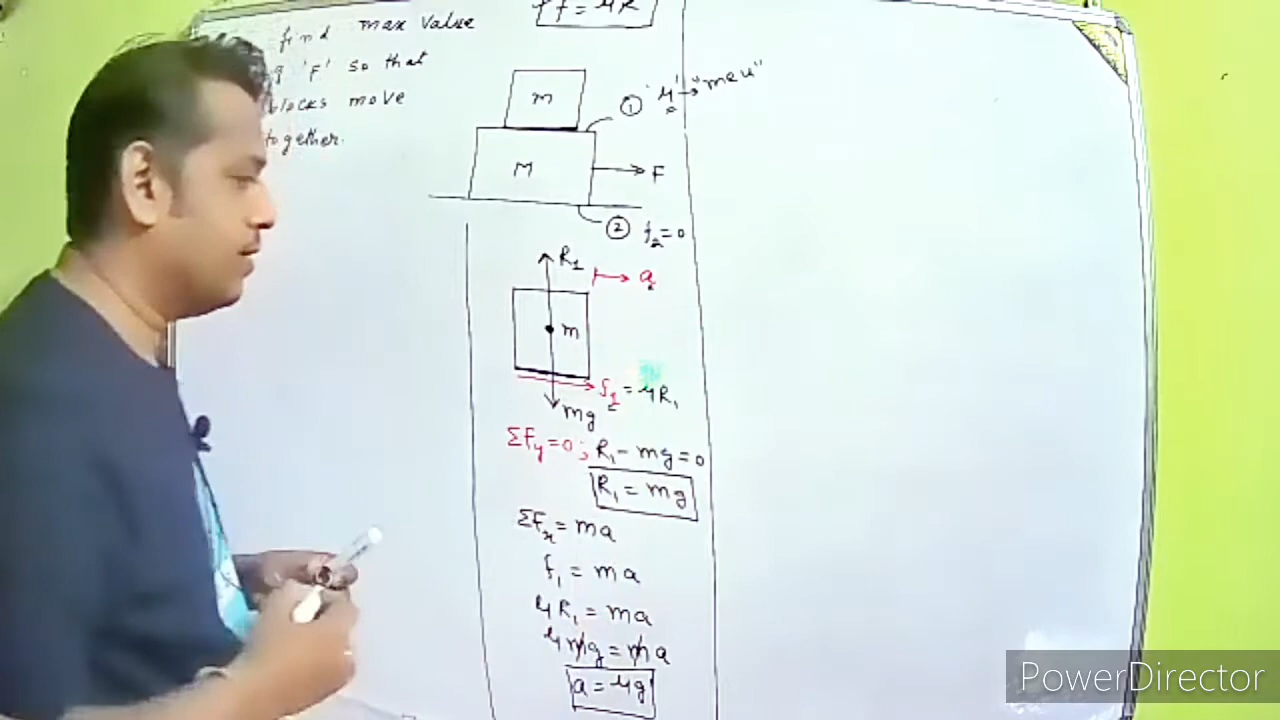 find max value
'F' so that
blocks move
together.
f = μR
m
① μ → "meu"
M
F
② f₂=0
R₁
a
m
f₁ = μR₁
mg
ΣFy=0; R₁ - mg = 0
R₁ = mg
ΣFx = ma
f₁ = ma
μR₁ = ma
μmg = ma
a = μg
PowerDirector